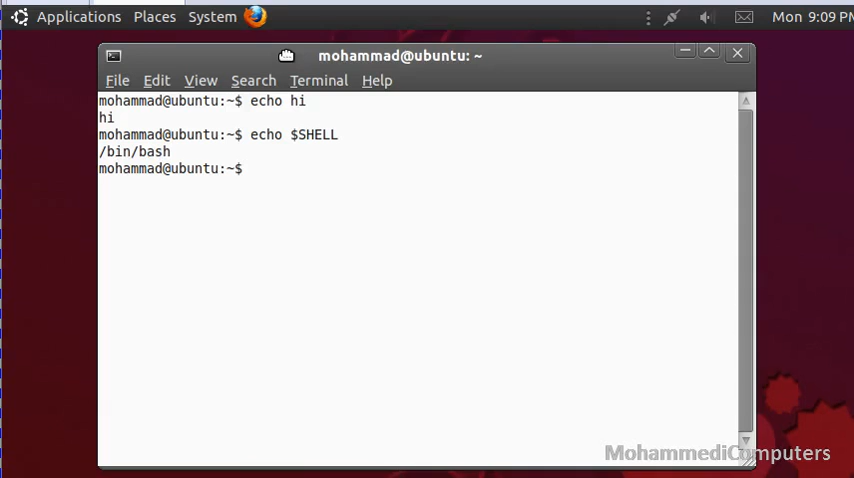 Applications Places System
Mon 9:09 PM
mohammad@ubuntu: ~
File Edit View Search Terminal Help
mohammad@ubuntu:~$ echo hi
hi
mohammad@ubuntu:~$ echo $SHELL
/bin/bash
mohammad@ubuntu:~$
MohammediComputers